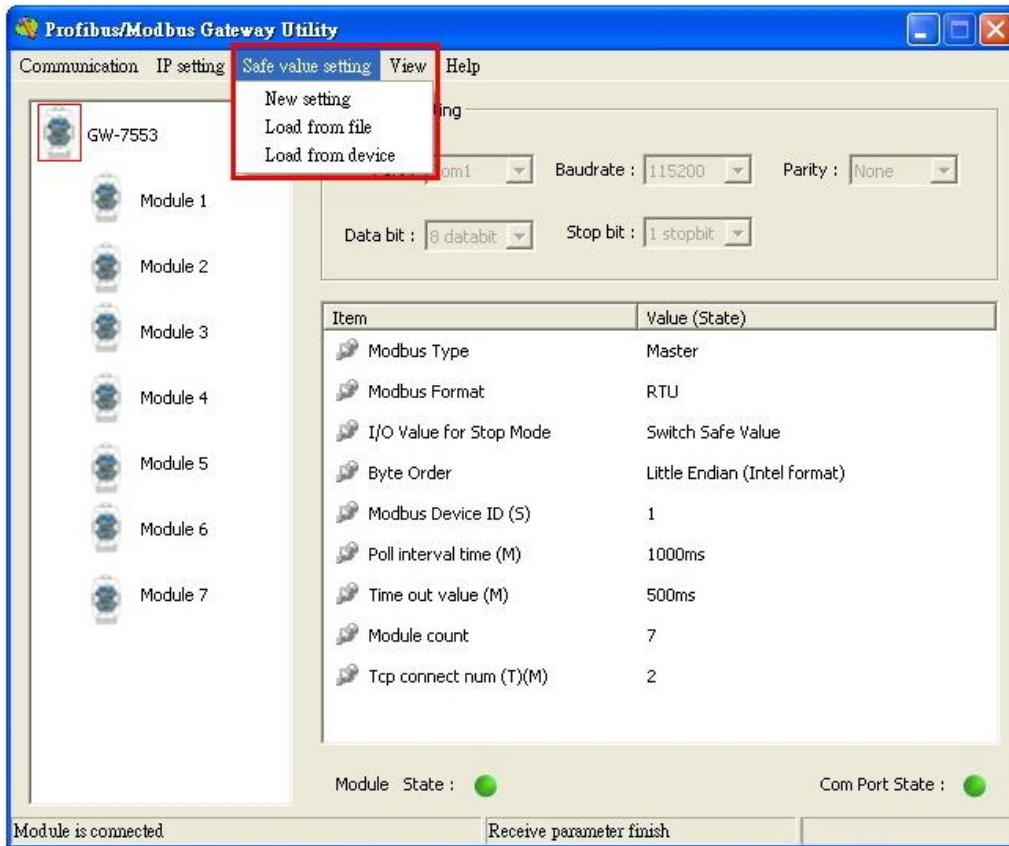 Profibus/Modbus Gateway Utility
Communication IP setting Safe value setting View Help
New setting
Load from file
Load from device
GW-7553
Module 1
Module 2
Module 3
Module 4
Module 5
Module 6
Module 7
Baudrate : 115200 Parity : None
Data bit : 8 databit Stop bit : 1 stopbit
Item Value (State)
Modbus Type Master
Modbus Format RTU
I/O Value for Stop Mode Switch Safe Value
Byte Order Little Endian (Intel format)
Modbus Device ID (S) 1
Poll interval time (M) 1000ms
Time out value (M) 500ms
Module count 7
Tcp connect num (T)(M) 2
Module State : Com Port State :
Module is connected Receive parameter finish